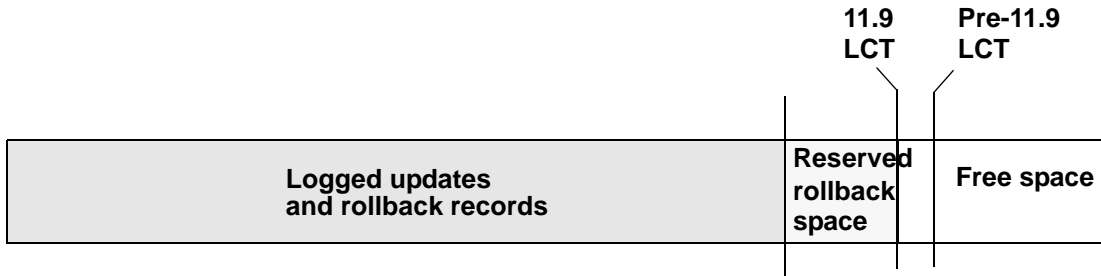 11.9
LCT
Pre-11.9
LCT
Logged updates
and rollback records
Reserved
rollback
space
Free space